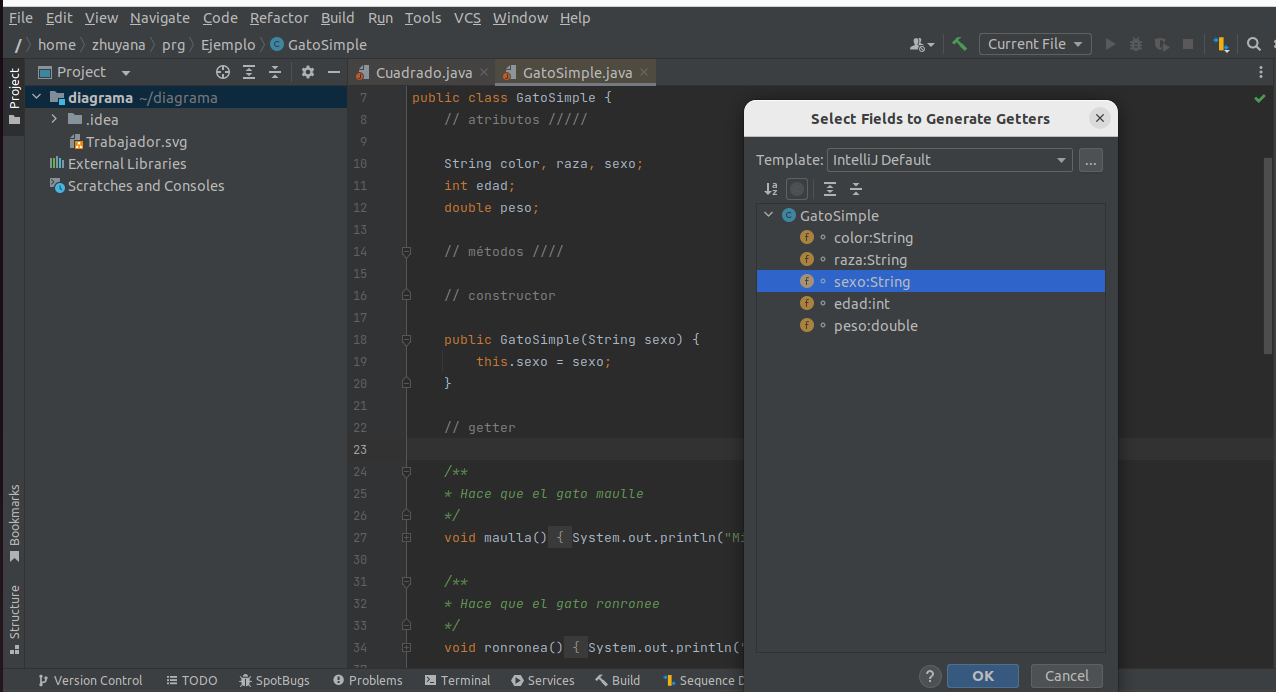 File Edit View Navigate Code Refactor Build Run Tools VCS Window Help
/ home zhuyana prg Ejemplo GatoSimple Current File
Project
Project
diagrama ~/diagrama
.idea
Trabajador.svg
External Libraries
Scratches and Consoles
Bookmarks
Structure
Cuadrado.java GatoSimple.java
7 public class GatoSimple {
8 // atributos /////
9
10 String color, raza, sexo;
11 int edad;
12 double peso;
13
14 // métodos ////
15
16 // constructor
17
18 public GatoSimple(String sexo) {
19 this.sexo = sexo;
20 }
21
22 // getter
23
24 /**
25 * Hace que el gato maulle
26 */
27 void maulla() { System.out.println("Mi
30
31 /**
32 * Hace que el gato ronronee
33 */
34 void ronronea() { System.out.println("
Select Fields to Generate Getters
Template: IntelliJ Default ...
GatoSimple
color:String
raza:String
sexo:String
edad:int
peso:double
? OK Cancel
Version Control TODO SpotBugs Problems Terminal Services Build Sequence D